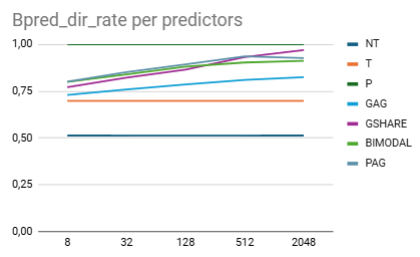 Bpred_dir_rate per predictors
1,00
0,75
0,50
0,25
0,00
8 32 128 512 2048
NT
T
P
GAG
GSHARE
BIMODAL
PAG